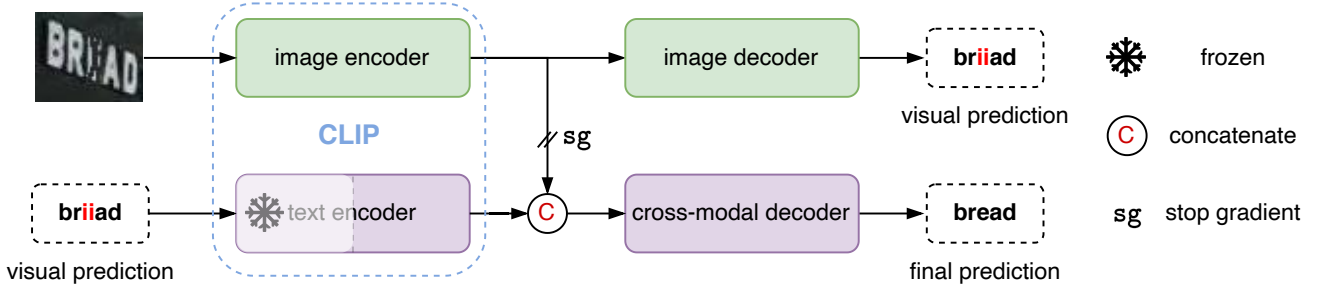 BRIIAD
image encoder
image decoder
briiad
visual prediction
frozen
CLIP
sg
C
concatenate
briiad
visual prediction
text encoder
C
cross-modal decoder
bread
final prediction
sg
stop gradient